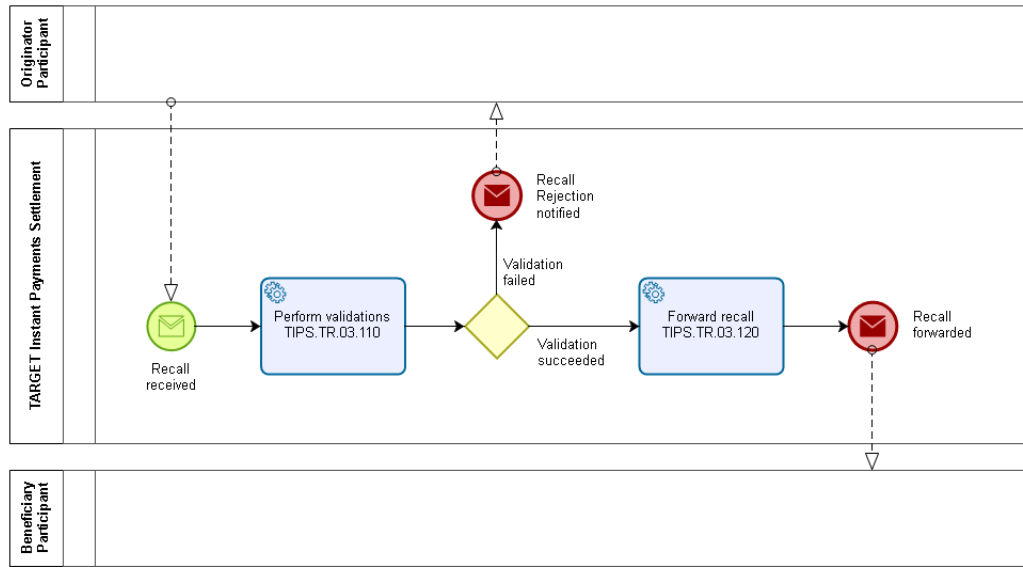 Originator
Participant
TARGET Instant Payments Settlement
Recall
Rejection
notified
Validation
failed
Perform validations
TIPS.TR.03.110
Forward recall
TIPS.TR.03.120
Recall
forwarded
Validation
succeeded
Recall
received
Beneficiary
Participant